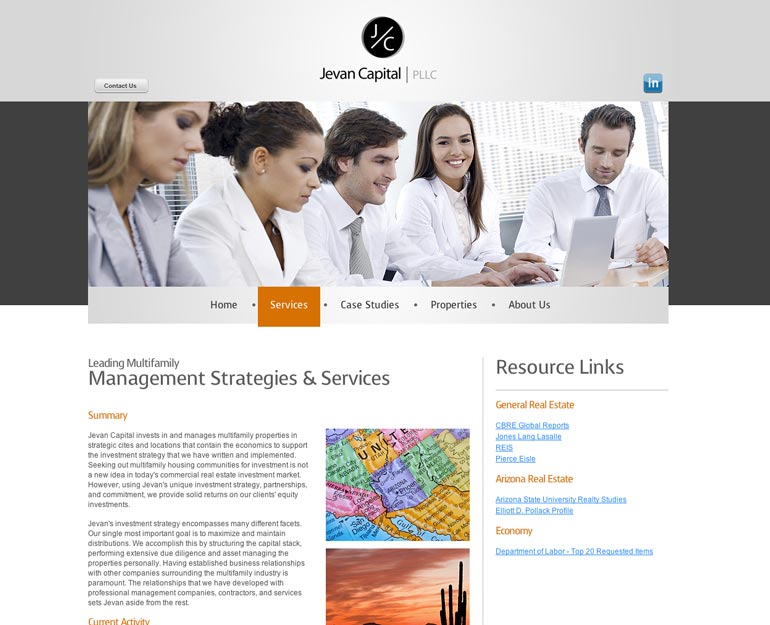 J/C
Jevan Capital | PLLC
Contact Us
in
Home • Services • Case Studies • Properties • About Us
Leading Multifamily
Management Strategies & Services
Summary
Jevan Capital invests in and manages multifamily properties in
strategic cites and locations that contain the economics to support
the investment strategy that we have written and implemented.
Seeking out multifamily housing communities for investment is not
a new idea in today's commercial real estate investment market.
However, using Jevan's unique investment strategy, partnerships,
and commitment, we provide solid returns on our clients' equity
investments.
Jevan's investment strategy encompasses many different facets.
Our single most important goal is to maximize and maintain
distributions. We accomplish this by structuring the capital stack,
performing extensive due diligence and asset managing the
properties personally. Having established business relationships
with other companies surrounding the multifamily industry is
paramount. The relationships that we have developed with
professional management companies, contractors, and services
sets Jevan aside from the rest.
Current Activity
UNITE
Resource Links
General Real Estate
CBRE Global Reports
Jones Lang Lasalle
REIS
Pierce Eisle
Arizona Real Estate
Arizona State University Realty Studies
Elliott D. Pollack Profile
Economy
Department of Labor - Top 20 Requested Items